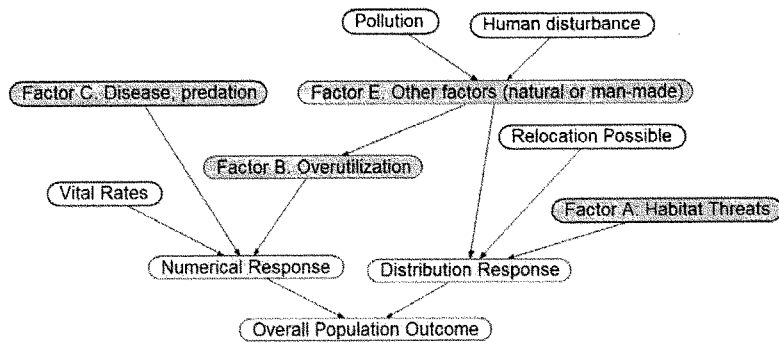 Pollution
Human disturbance
Factor C. Disease, predation
Factor E. Other factors (natural or man-made)
Relocation Possible
Factor B. Overutilization
Vital Rates
Factor A. Habitat Threats
Numerical Response
Distribution Response
Overall Population Outcome